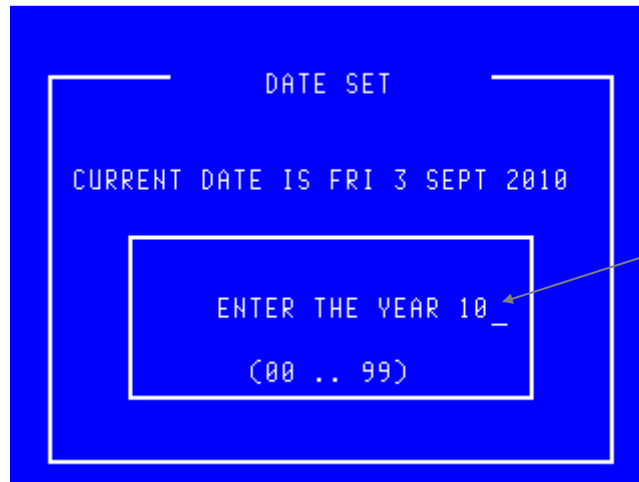 DATE SET
CURRENT DATE IS FRI 3 SEPT 2010
ENTER THE YEAR 10_
(00 .. 99)